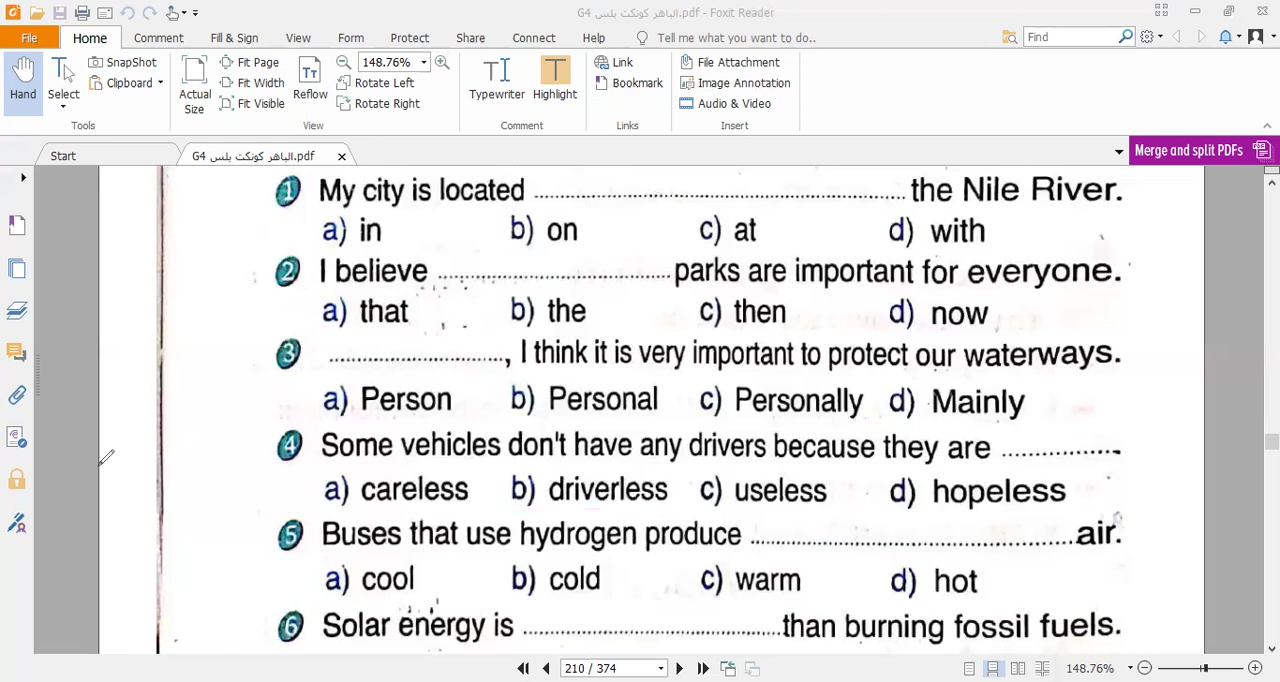 G4 الباهر كونكت بلس.pdf - Foxit Reader
File Home Comment Fill & Sign View Form Protect Share Connect Help Tell me what you want to do.. Find
Hand Select SnapShot Clipboard Actual Size Fit Page Fit Width Fit Visible Reflow 148.76% Rotate Left Rotate Right Typewriter Highlight Link Bookmark File Attachment Image Annotation Audio & Video
Tools View Comment Links Insert
Start G4 الباهر كونكت بلس.pdf Merge and split PDFs
1 My city is located ........................ the Nile River.
a) in b) on c) at d) with
2 I believe ........................ parks are important for everyone.
a) that b) the c) then d) now
3 ........................, I think it is very important to protect our waterways.
a) Person b) Personal c) Personally d) Mainly
4 Some vehicles don't have any drivers because they are ........................
a) careless b) driverless c) useless d) hopeless
5 Buses that use hydrogen produce ........................ air.
a) cool b) cold c) warm d) hot
6 Solar energy is ........................ than burning fossil fuels.
210 / 374 148.76%